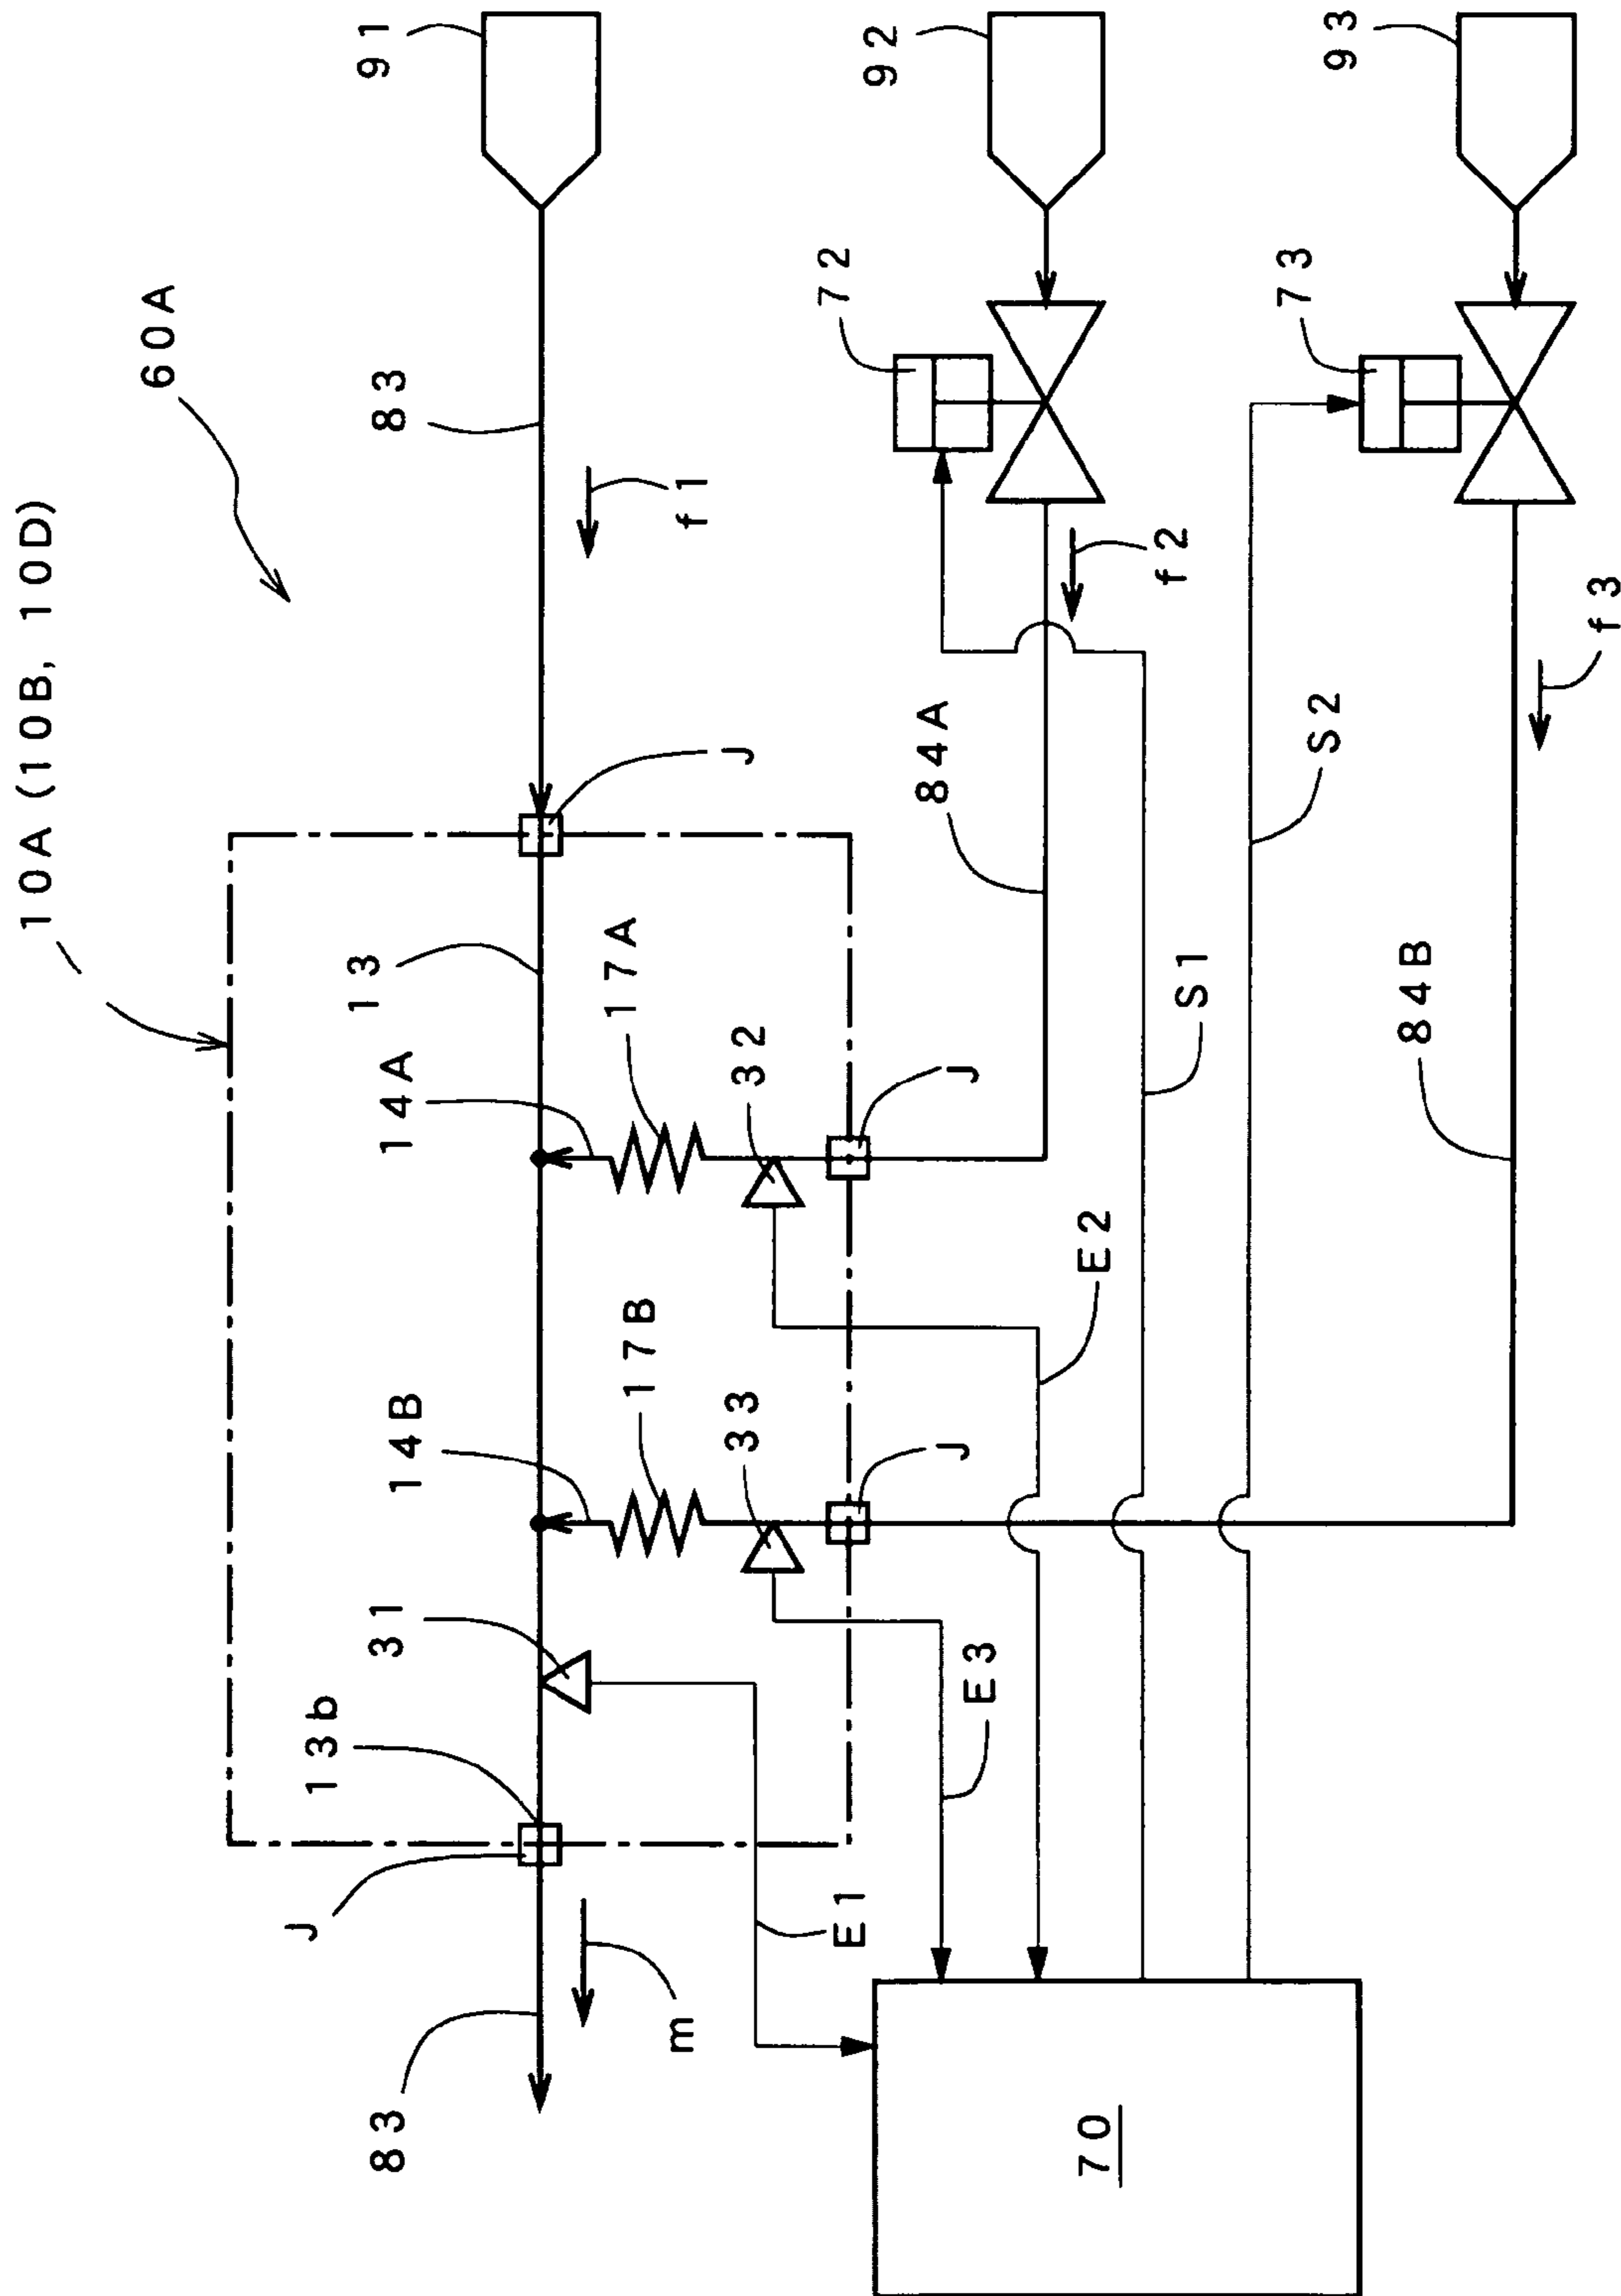 10A (10B, 10D)
60A
91
83
f1
J
13
14A
17A
32
J
14B
17B
33
J
31
13b
J
83
m
E1
E3
E2
S1
S2
84A
84B
72
92
f2
73
93
f3
70